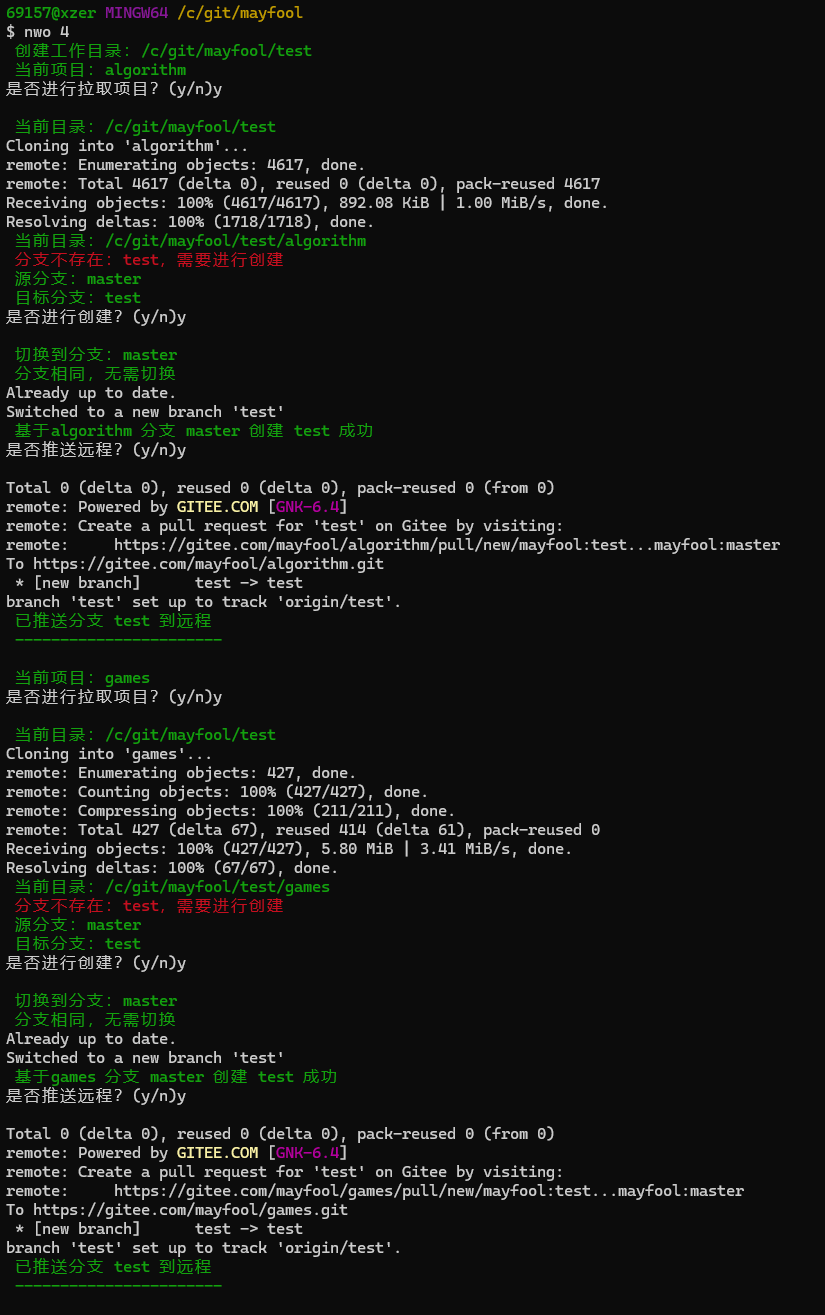 69157@xzer MINGW64 /c/git/mayfool
$ nwo 4
创建工作目录: /c/git/mayfool/test
当前项目: algorithm
是否进行拉取项目? (y/n)y
当前目录: /c/git/mayfool/test
Cloning into 'algorithm'...
remote: Enumerating objects: 4617, done.
remote: Total 4617 (delta 0), reused 0 (delta 0), pack-reused 4617
Receiving objects: 100% (4617/4617), 892.08 KiB | 1.00 MiB/s, done.
Resolving deltas: 100% (1718/1718), done.
当前目录: /c/git/mayfool/test/algorithm
分支不存在: test, 需要进行创建
源分支: master
目标分支: test
是否进行创建? (y/n)y
切换到分支: master
分支相同, 无需切换
Already up to date.
Switched to a new branch 'test'
基于algorithm 分支 master 创建 test 成功
是否推送远程? (y/n)y
Total 0 (delta 0), reused 0 (delta 0), pack-reused 0 (from 0)
remote: Powered by GITEE.COM [GNK-6.4]
remote: Create a pull request for 'test' on Gitee by visiting:
remote:     https://gitee.com/mayfool/algorithm/pull/new/mayfool:test...mayfool:master
To https://gitee.com/mayfool/algorithm.git
* [new branch]      test -> test
branch 'test' set up to track 'origin/test'.
已推送分支 test 到远程
-----------------------
当前项目: games
是否进行拉取项目? (y/n)y
当前目录: /c/git/mayfool/test
Cloning into 'games'...
remote: Enumerating objects: 427, done.
remote: Counting objects: 100% (427/427), done.
remote: Compressing objects: 100% (211/211), done.
remote: Total 427 (delta 67), reused 414 (delta 61), pack-reused 0
Receiving objects: 100% (427/427), 5.80 MiB | 3.41 MiB/s, done.
Resolving deltas: 100% (67/67), done.
当前目录: /c/git/mayfool/test/games
分支不存在: test, 需要进行创建
源分支: master
目标分支: test
是否进行创建? (y/n)y
切换到分支: master
分支相同, 无需切换
Already up to date.
Switched to a new branch 'test'
基于games 分支 master 创建 test 成功
是否推送远程? (y/n)y
Total 0 (delta 0), reused 0 (delta 0), pack-reused 0 (from 0)
remote: Powered by GITEE.COM [GNK-6.4]
remote: Create a pull request for 'test' on Gitee by visiting:
remote:     https://gitee.com/mayfool/games/pull/new/mayfool:test...mayfool:master
To https://gitee.com/mayfool/games.git
* [new branch]      test -> test
branch 'test' set up to track 'origin/test'.
已推送分支 test 到远程
-----------------------